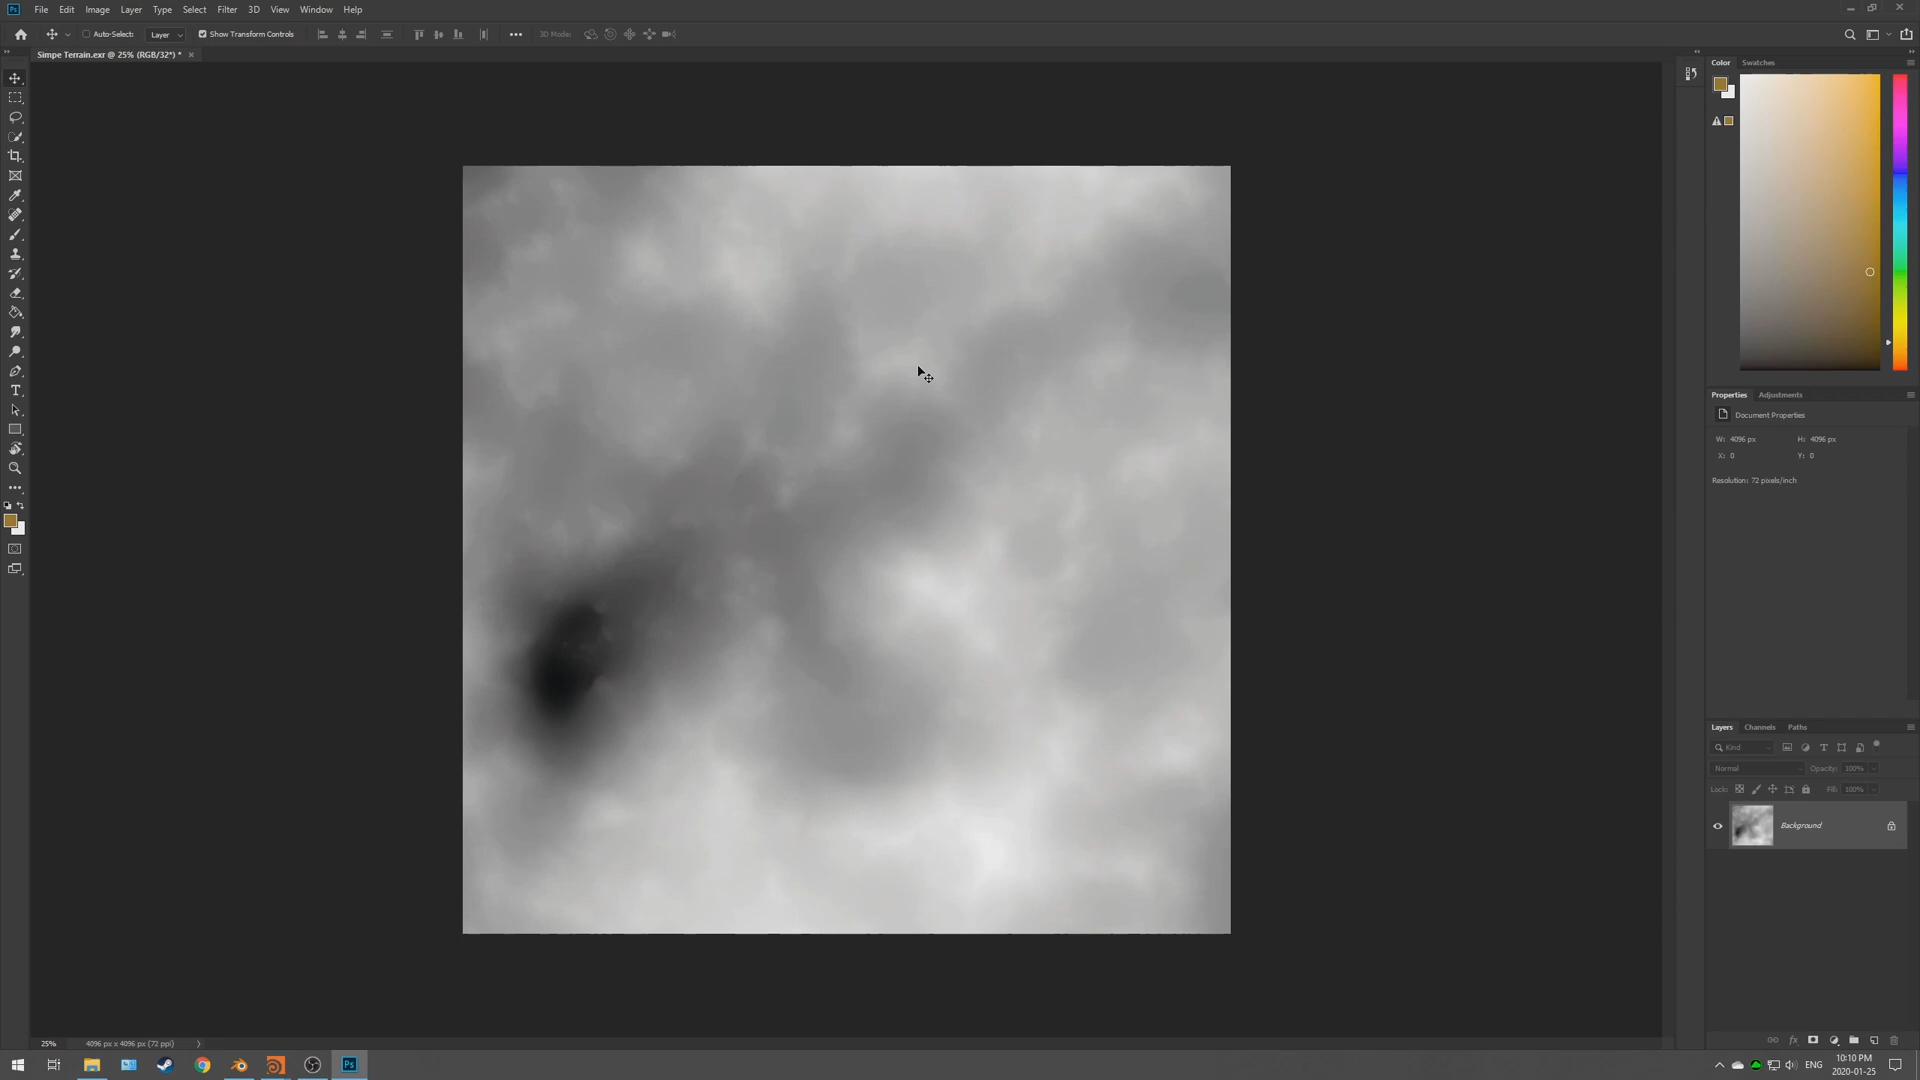 Ps File Edit Image Layer Type Select Filter 3D View Window Help
Auto-Select: Layer Show Transform Controls 3D Mode:
Simpe Terrain.exr @ 25% (RGB/32*) *
Color Swatches
Properties Adjustments
Document Properties
W: 4096 px H: 4096 px
X: 0 Y: 0
Resolution: 72 pixels/inch
Layers Channels Paths
Kind
Normal Opacity: 100%
Lock: Fill: 100%
Background
25% 4096 px x 4096 px (72 ppi)
Ps ENG 10:10 PM
2020-01-25